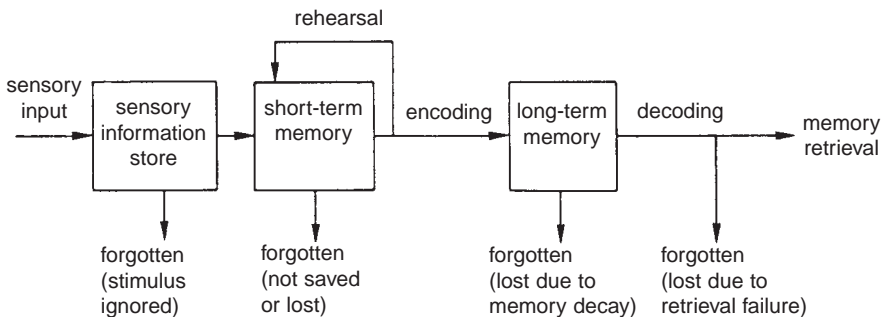 rehearsal
sensory
input
sensory
information
store
short-term
memory
encoding
long-term
memory
decoding
memory
retrieval
forgotten
(stimulus
ignored)
forgotten
(not saved
or lost)
forgotten
(lost due to
memory decay)
forgotten
(lost due to
retrieval failure)